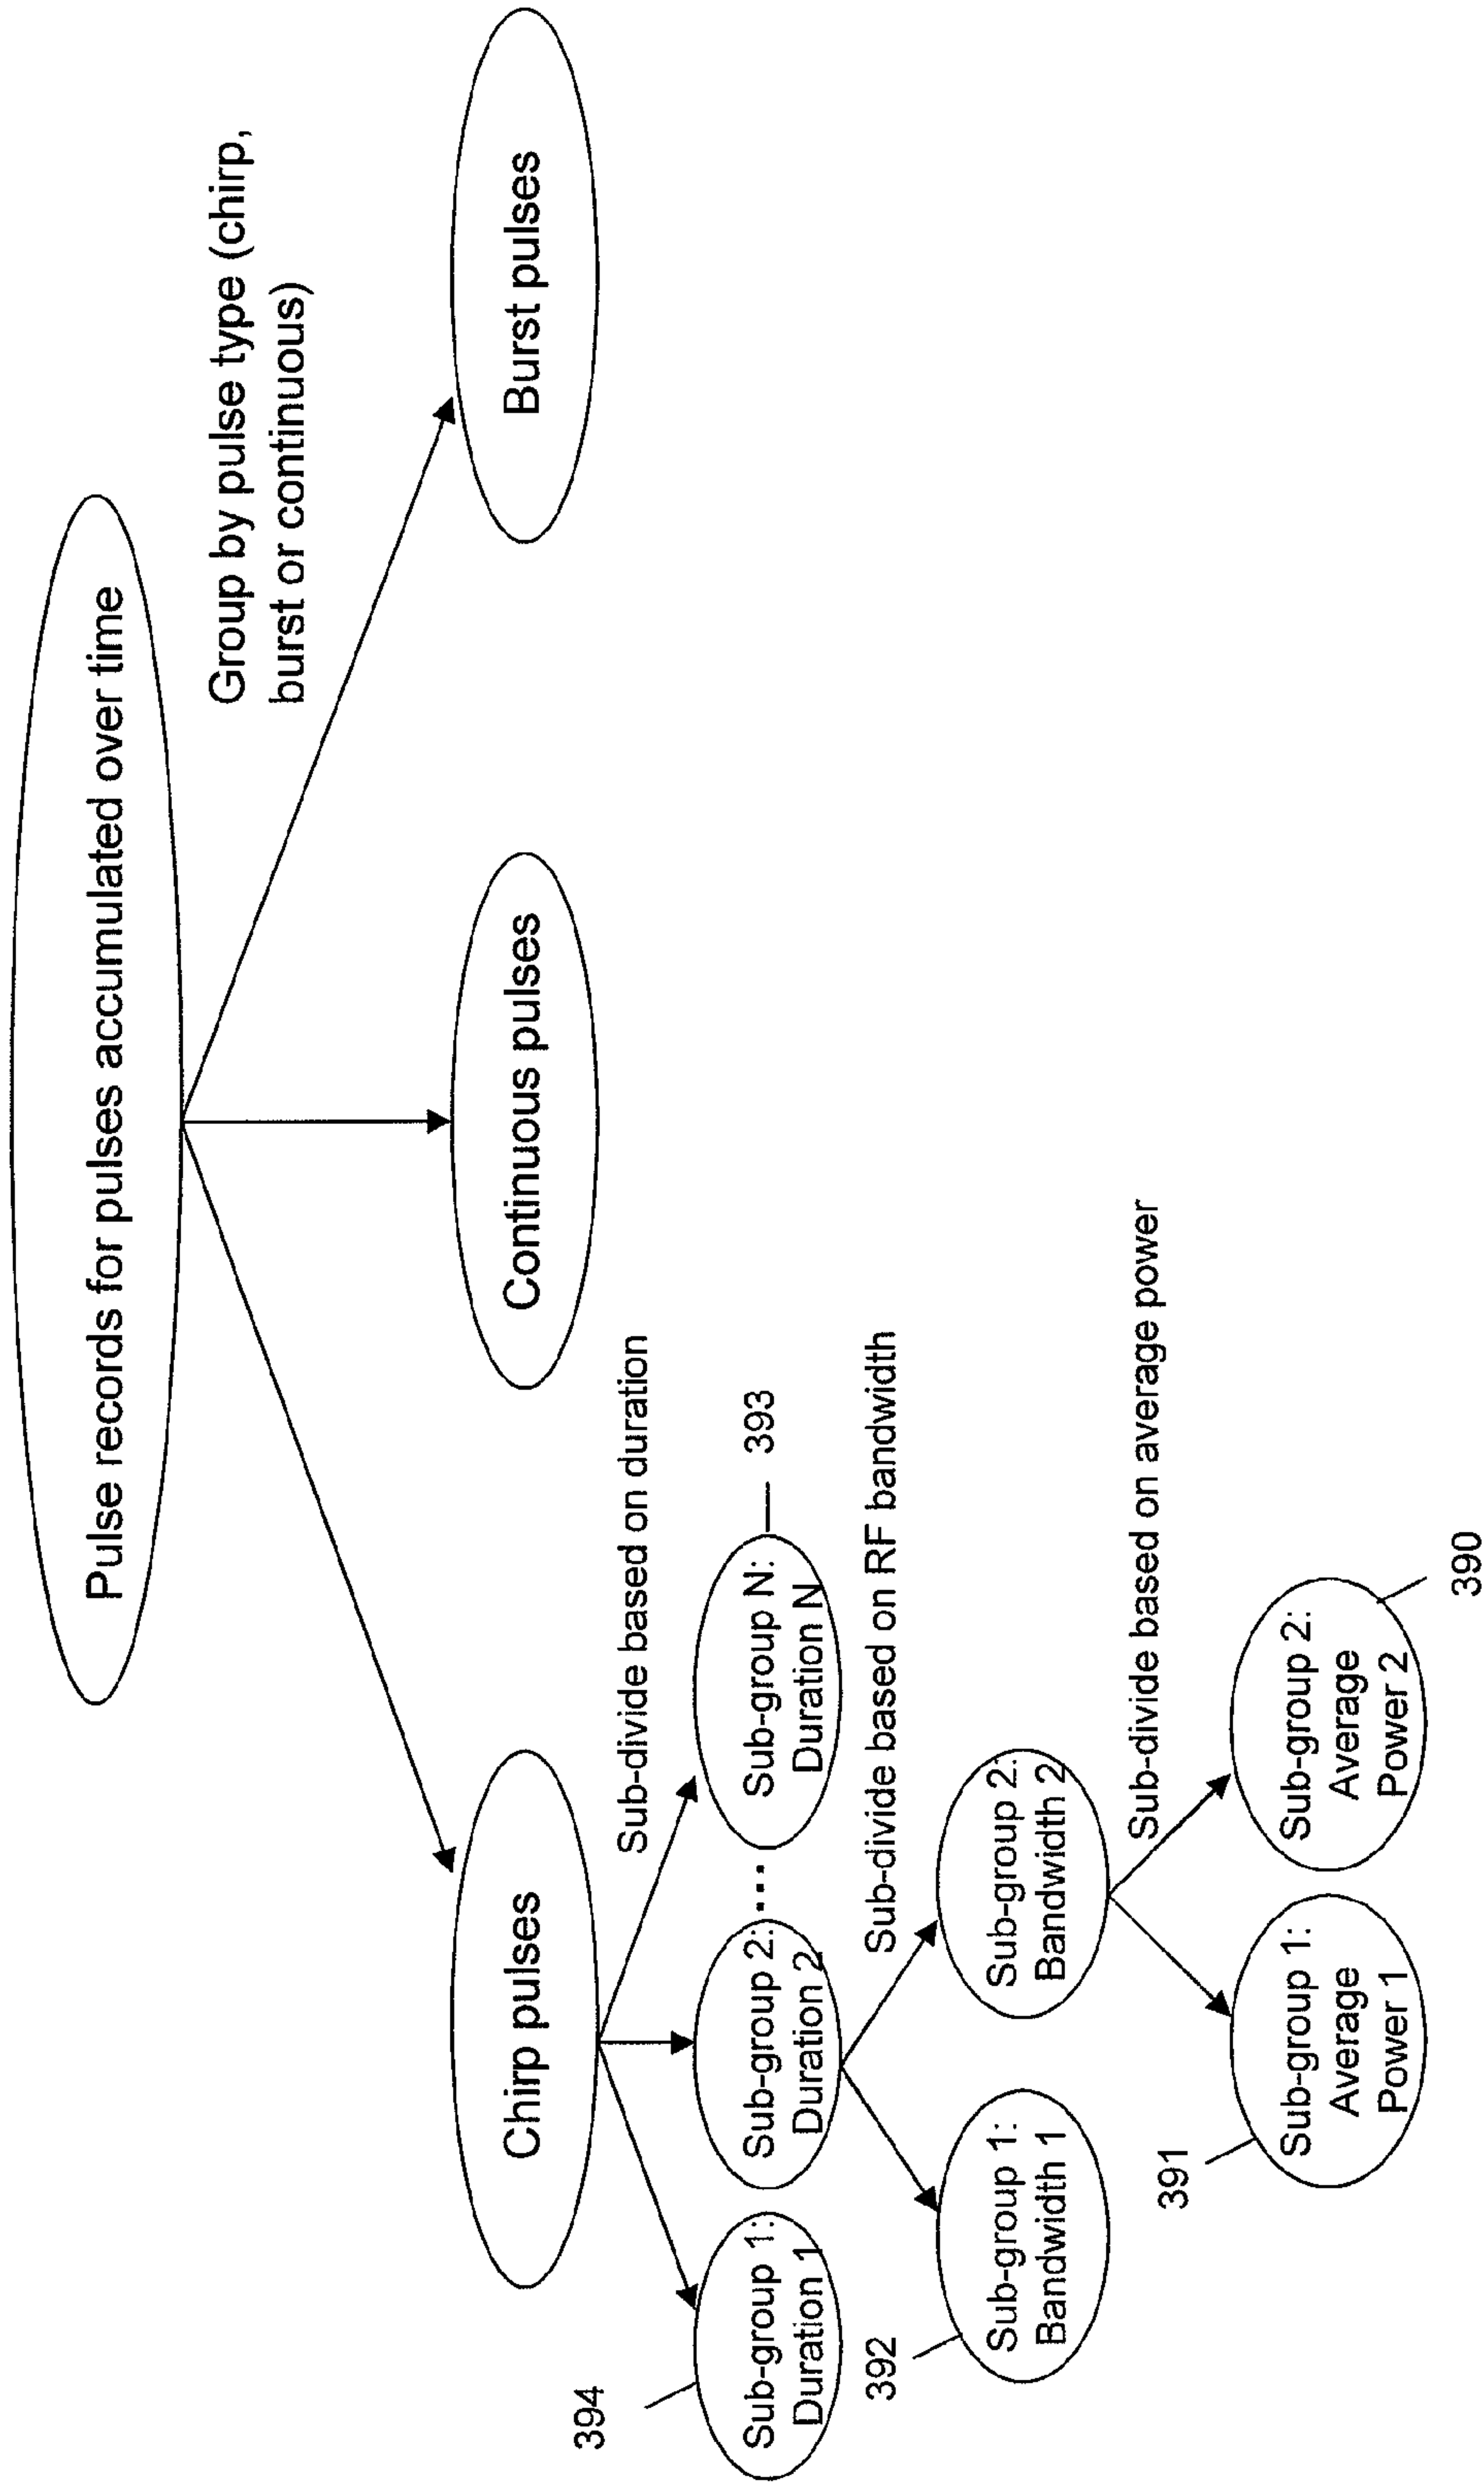 Pulse records for pulses accumulated over time
Group by pulse type (chirp,
burst or continuous)
Chirp pulses
Continuous pulses
Burst pulses
Sub-divide based on duration
394
Sub-group 1:
Duration 1
Sub-group 2:
Duration 2
...
Sub-group N:
Duration N
393
Sub-divide based on RF bandwidth
392
Sub-group 1:
Bandwidth 1
Sub-group 2:
Bandwidth 2
Sub-divide based on average power
391
Sub-group 1:
Average
Power 1
Sub-group 2:
Average
Power 2
390